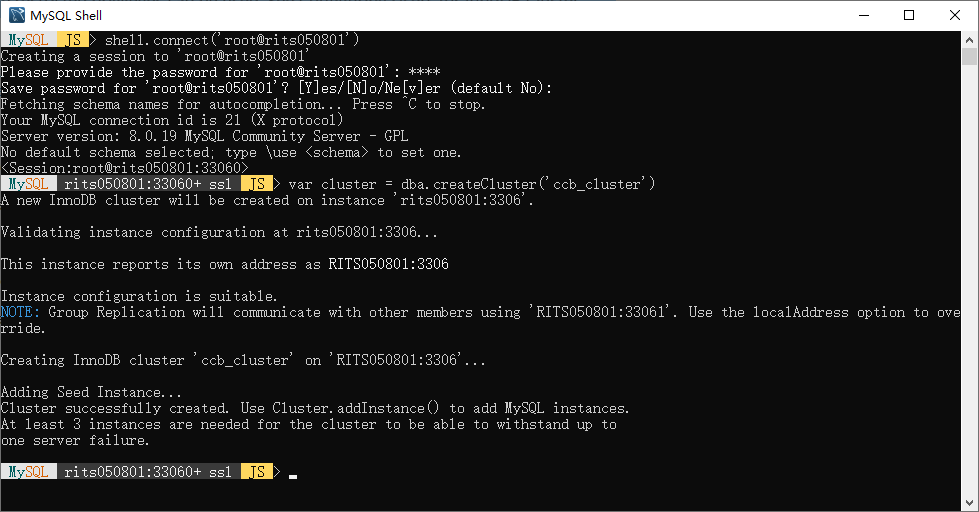 MySQL Shell
MySQL JS > shell.connect('root@rits050801')
Creating a session to 'root@rits050801'
Please provide the password for 'root@rits050801': ****
Save password for 'root@rits050801'? [Y]es/[N]o/Ne[v]er (default No):
Fetching schema names for autocompletion... Press ^C to stop.
Your MySQL connection id is 21 (X protocol)
Server version: 8.0.19 MySQL Community Server - GPL
No default schema selected; type \use <schema> to set one.
<Session:root@rits050801:33060>
MySQL rits050801:33060+ ssl JS > var cluster = dba.createCluster('ccb_cluster')
A new InnoDB cluster will be created on instance 'rits050801:3306'.
Validating instance configuration at rits050801:3306...
This instance reports its own address as RITS050801:3306
Instance configuration is suitable.
NOTE: Group Replication will communicate with other members using 'RITS050801:33061'. Use the localAddress option to ove
rride.
Creating InnoDB cluster 'ccb_cluster' on 'RITS050801:3306'...
Adding Seed Instance...
Cluster successfully created. Use Cluster.addInstance() to add MySQL instances.
At least 3 instances are needed for the cluster to be able to withstand up to
one server failure.
MySQL rits050801:33060+ ssl JS >